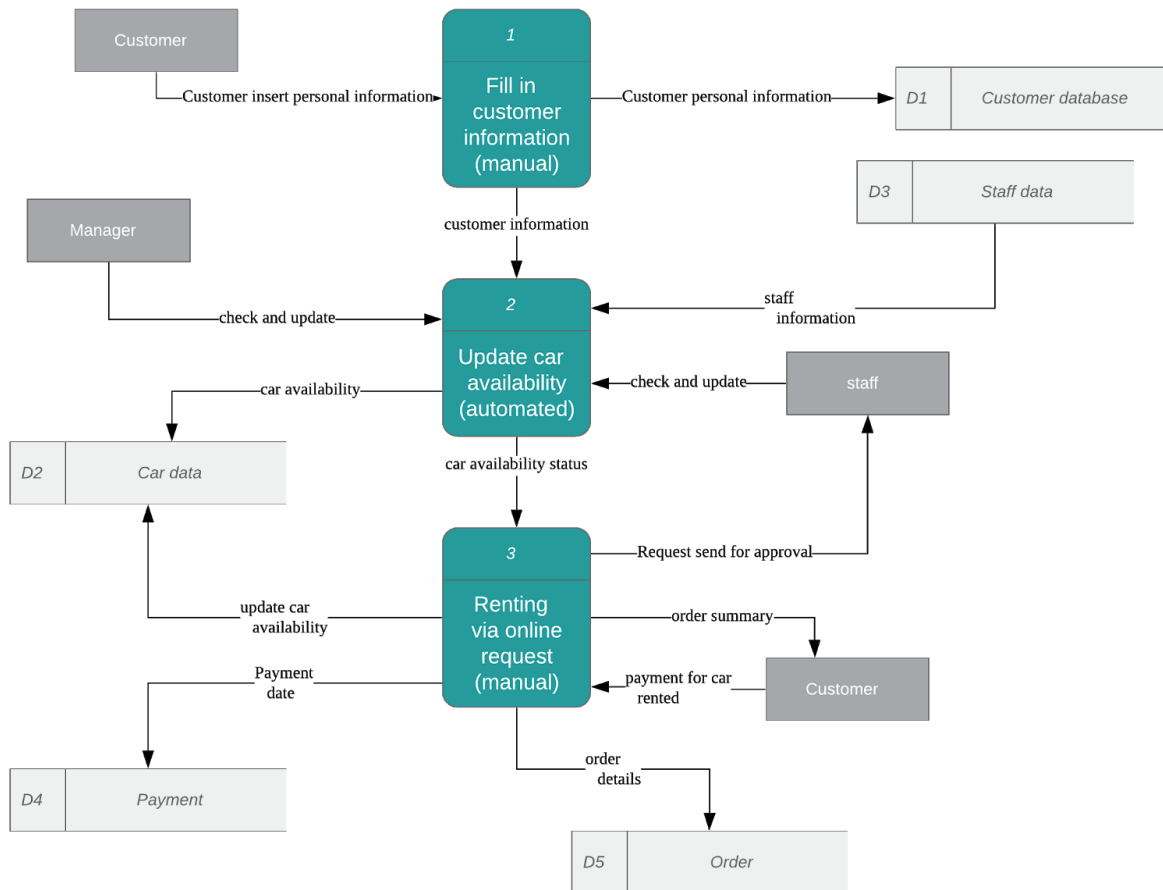 Customer
1
Fill in
customer
information
(manual)
Customer insert personal information
Customer personal information
D1
Customer database
D3
Staff data
Manager
customer information
2
Update car
availability
(automated)
check and update
staff
information
check and update
staff
car availability
D2
Car data
car availability status
3
Renting
via online
request
(manual)
Request send for approval
update car
availability
order summary
Payment
date
payment for car
rented
Customer
order
details
D4
Payment
D5
Order